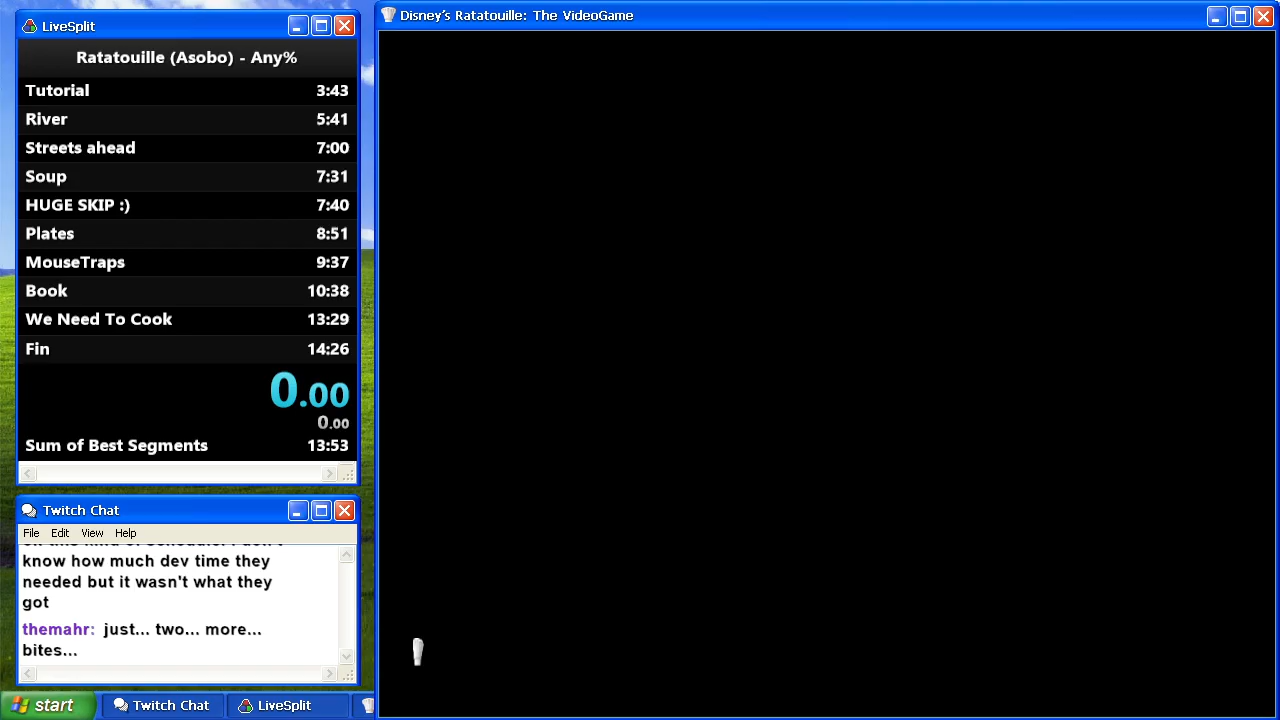 LiveSplit
Ratatouille (Asobo) - Any%
Tutorial 3:43
River 5:41
Streets ahead 7:00
Soup 7:31
HUGE SKIP :) 7:40
Plates 8:51
MouseTraps 9:37
Book 10:38
We Need To Cook 13:29
Fin 14:26
0.00
0.00
Sum of Best Segments 13:53
Twitch Chat
File Edit View Help
know how much dev time they
needed but it wasn't what they
got
themahr: just... two... more...
bites...
start
Twitch Chat
LiveSplit
Disney's Ratatouille: The VideoGame